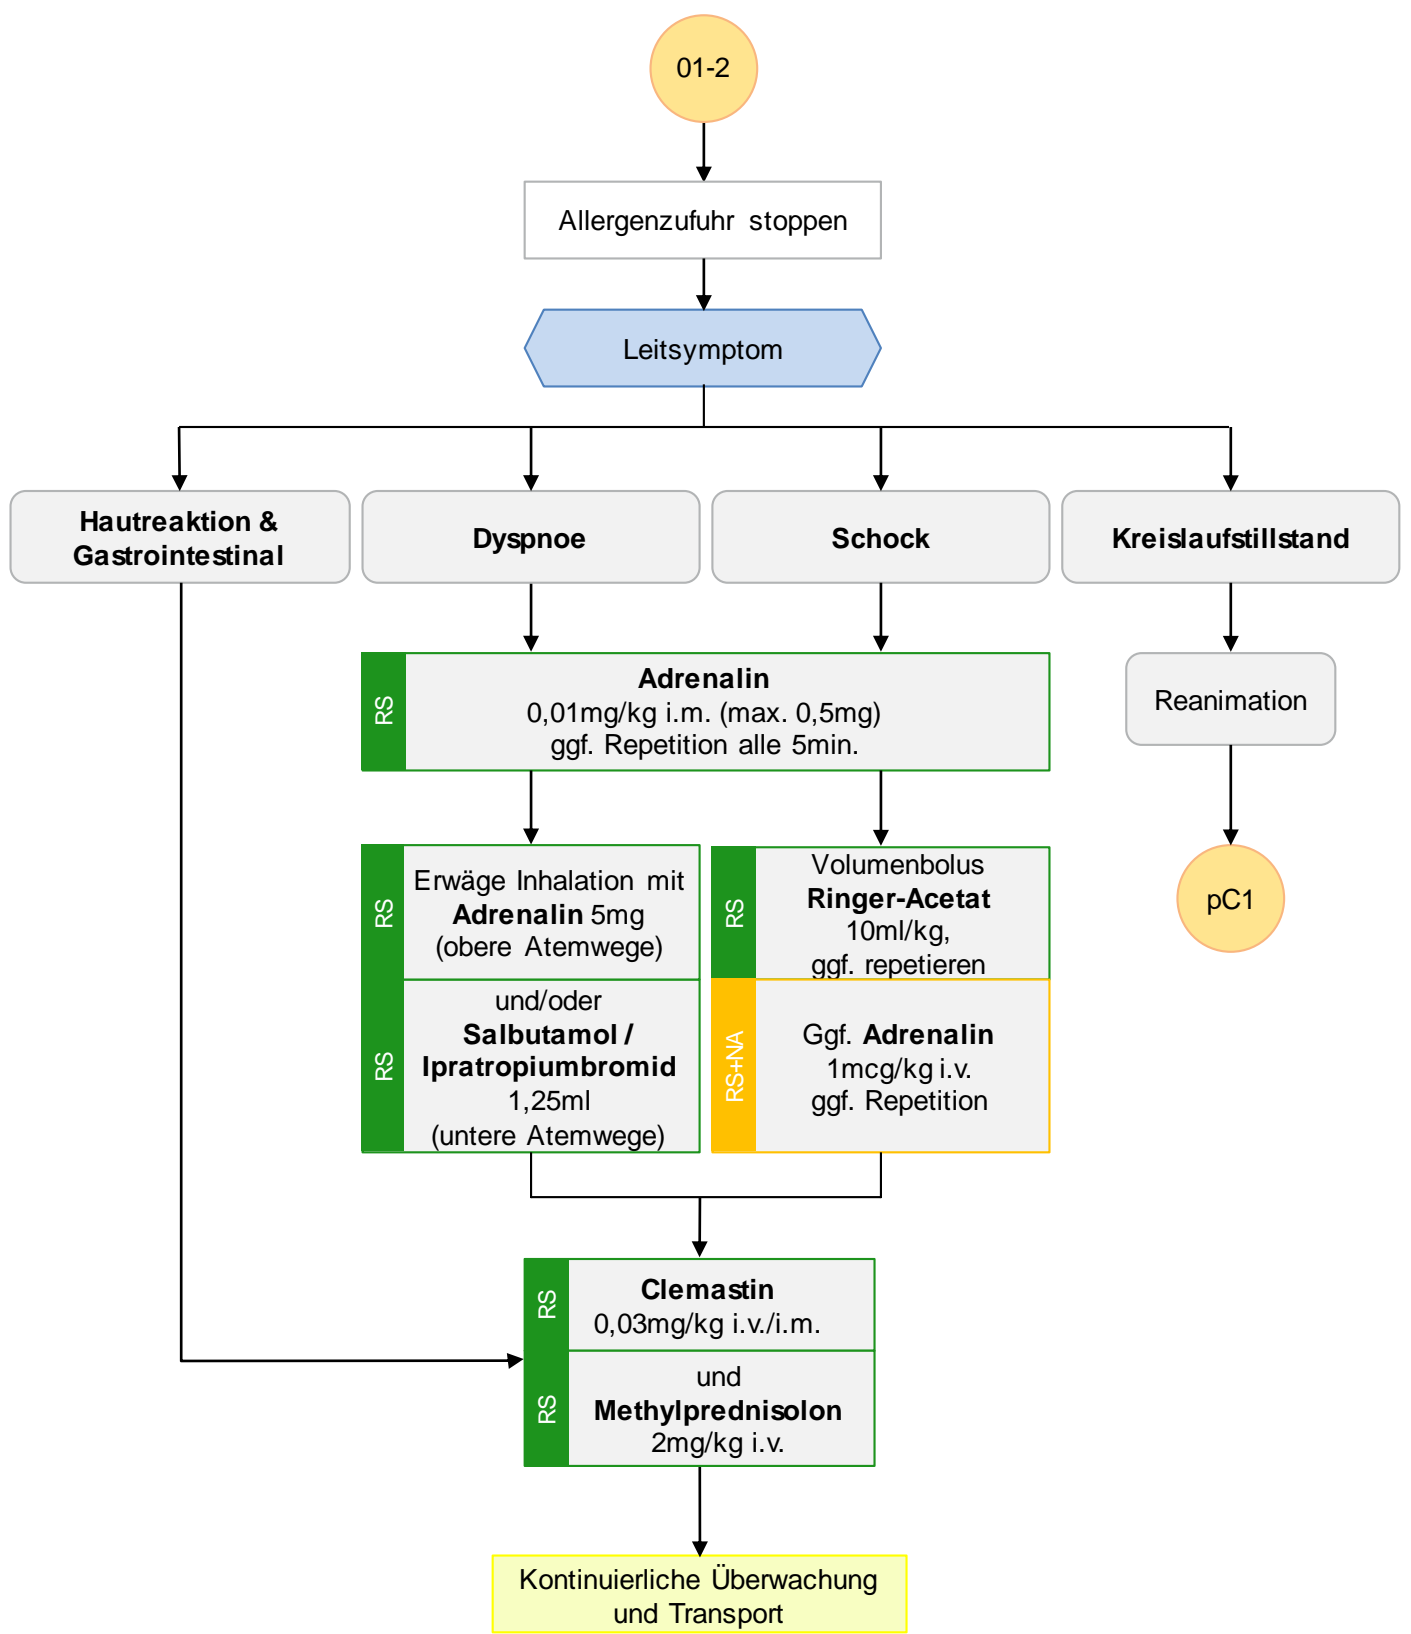 01-2
Allergenzufuhr stoppen
Leitsymptom
Hautreaktion &
Gastrointestinal
Dyspnoe
Schock
Kreislaufstillstand
RS
Adrenalin
0,01mg/kg i.m. (max. 0,5mg)
ggf. Repetition alle 5min.
Reanimation
RS
Erwäge Inhalation mit
Adrenalin 5mg
(obere Atemwege)
RS
und/oder
Salbutamol /
Ipratropiumbromid
1,25ml
(untere Atemwege)
RS
Volumenbolus
Ringer-Acetat
10ml/kg,
ggf. repetieren
RS+NA
Ggf. Adrenalin
1mcg/kg i.v.
ggf. Repetition
pC1
RS
Clemastin
0,03mg/kg i.v./i.m.
RS
und
Methylprednisolon
2mg/kg i.v.
Kontinuierliche Überwachung
und Transport